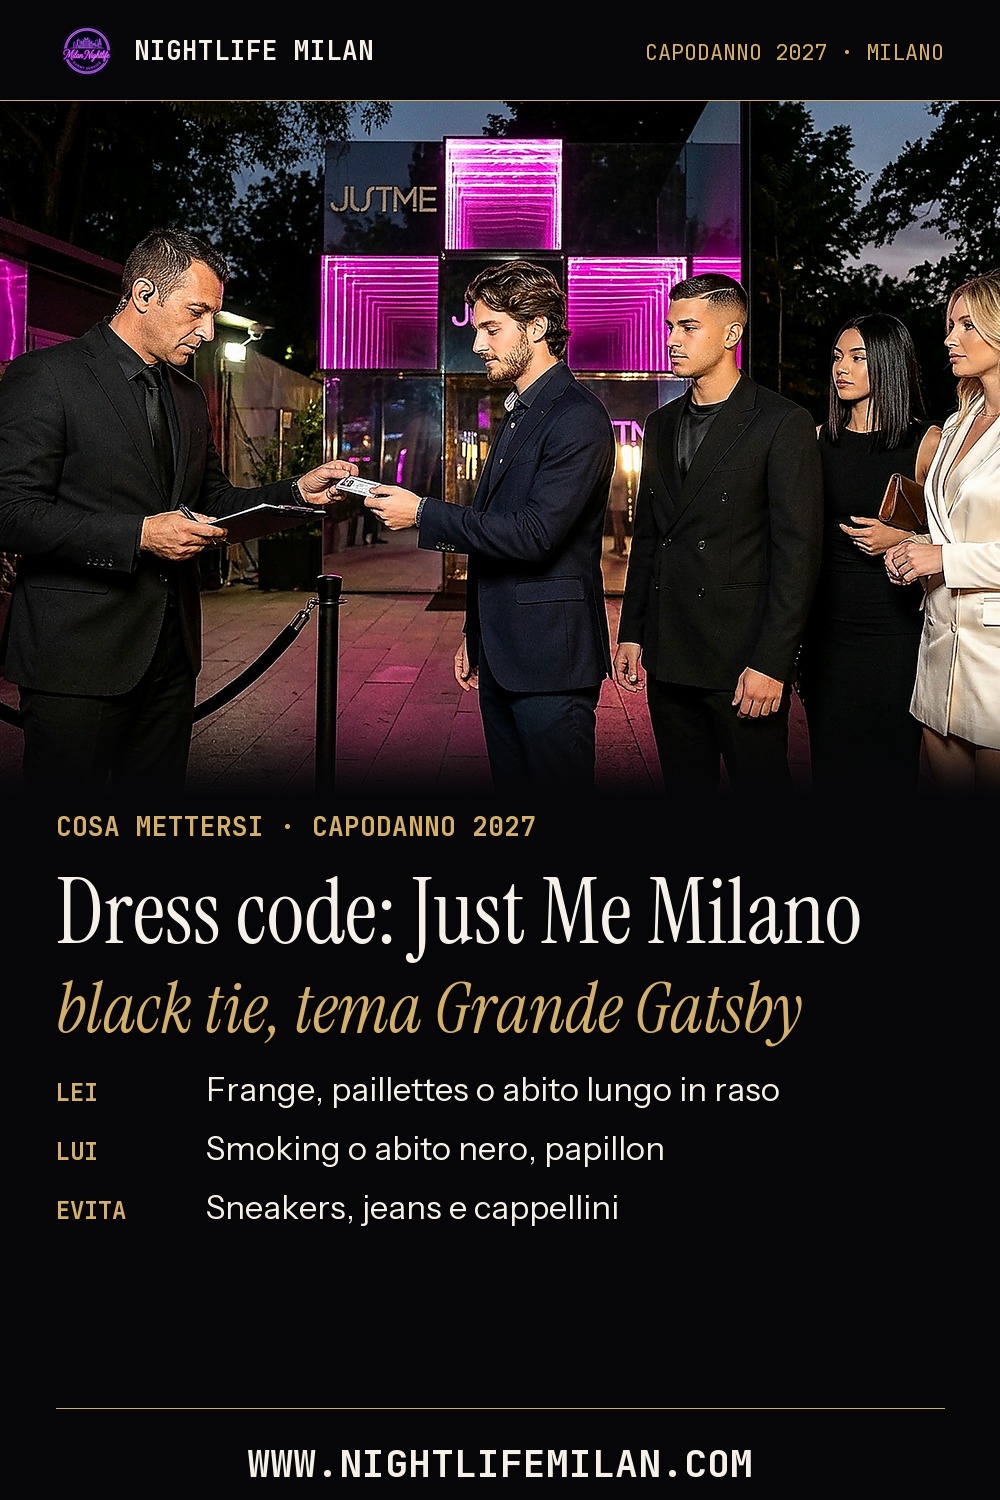 Milan Nightlife
NIGHTLIFE MILAN
CAPODANNO 2027 · MILANO
JUSTME
COSA METTERSI · CAPODANNO 2027
Dress code: Just Me Milano
black tie, tema Grande Gatsby
LEI Frange, paillettes o abito lungo in raso
LUI Smoking o abito nero, papillon
EVITA Sneakers, jeans e cappellini
WWW.NIGHTLIFEMILAN.COM